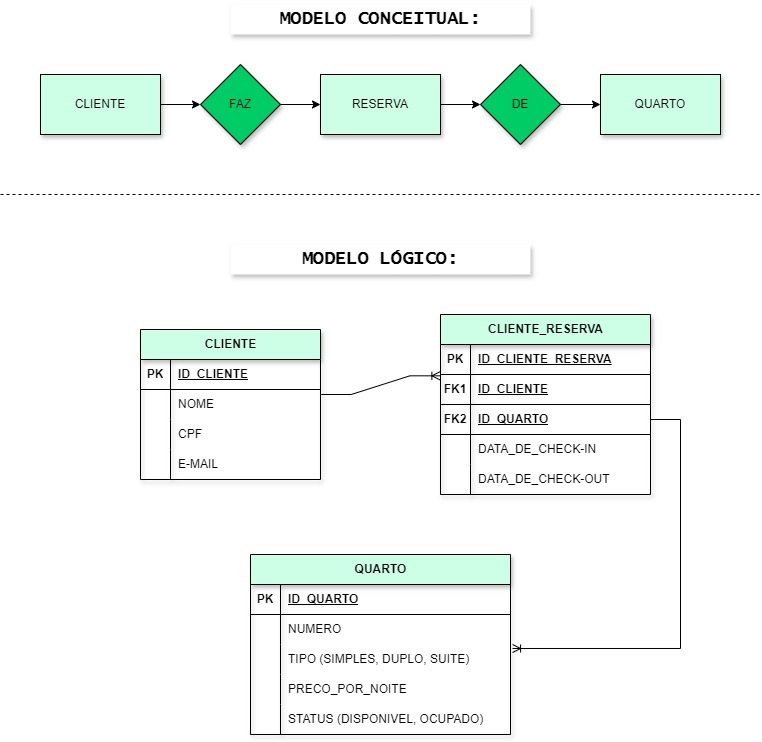 MODELO CONCEITUAL:
CLIENTE
FAZ
RESERVA
DE
QUARTO
MODELO LÓGICO:
CLIENTE
PK ID_CLIENTE
NOME
CPF
E-MAIL
CLIENTE_RESERVA
PK ID_CLIENTE_RESERVA
FK1 ID_CLIENTE
FK2 ID_QUARTO
DATA_DE_CHECK-IN
DATA_DE_CHECK-OUT
QUARTO
PK ID_QUARTO
NUMERO
TIPO (SIMPLES, DUPLO, SUITE)
PRECO_POR_NOITE
STATUS (DISPONIVEL, OCUPADO)